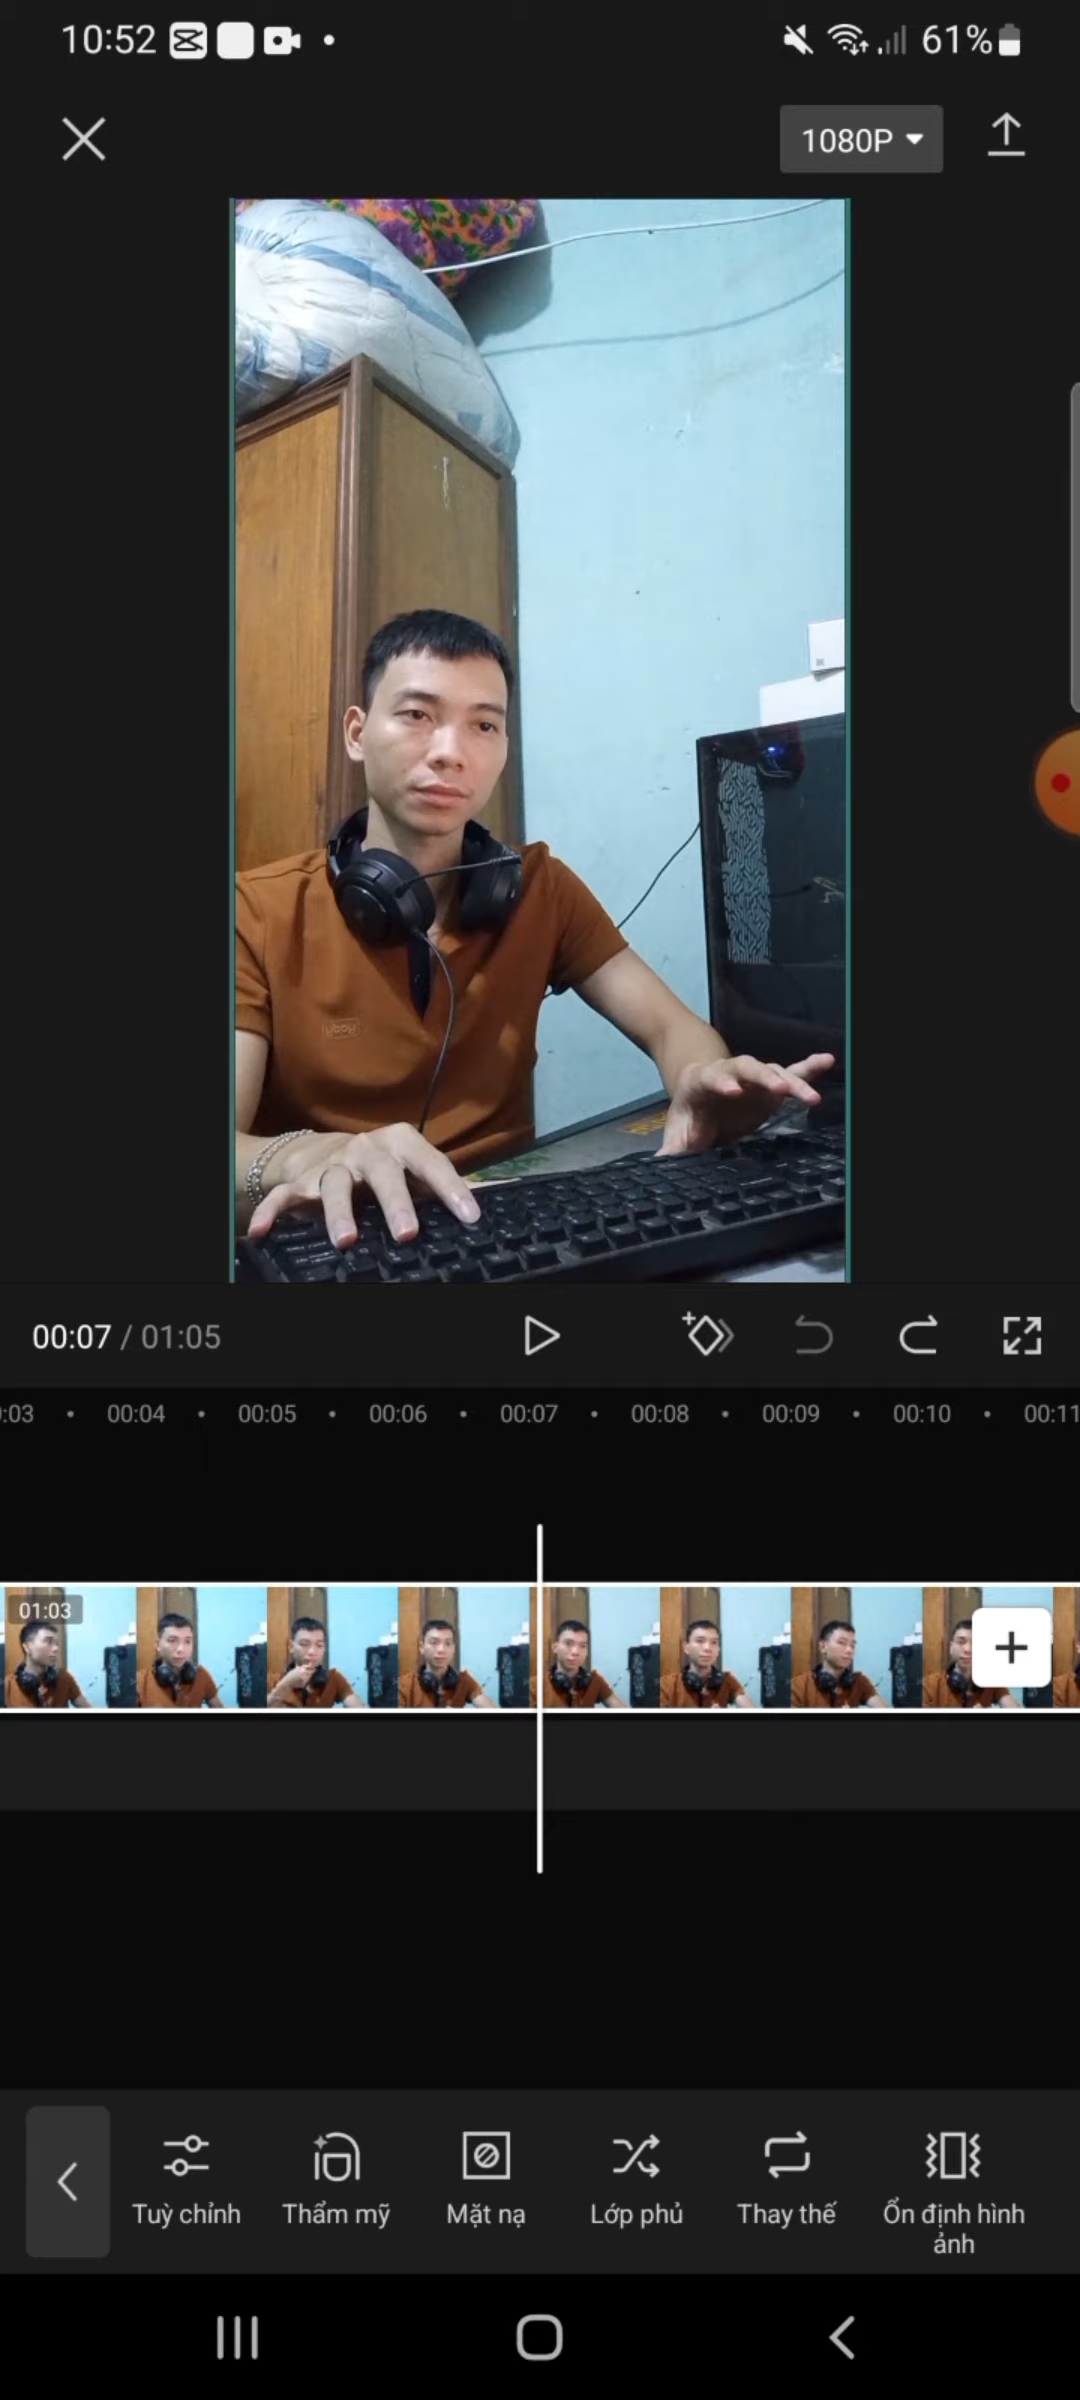 10:52
61%
1080P
00:07 / 01:05
:03 00:04 00:05 00:06 00:07 00:08 00:09 00:10 00:11
01:03
Tuỳ chỉnh Thẩm mỹ Mặt nạ Lớp phủ Thay thế Ổn định hình
ảnh